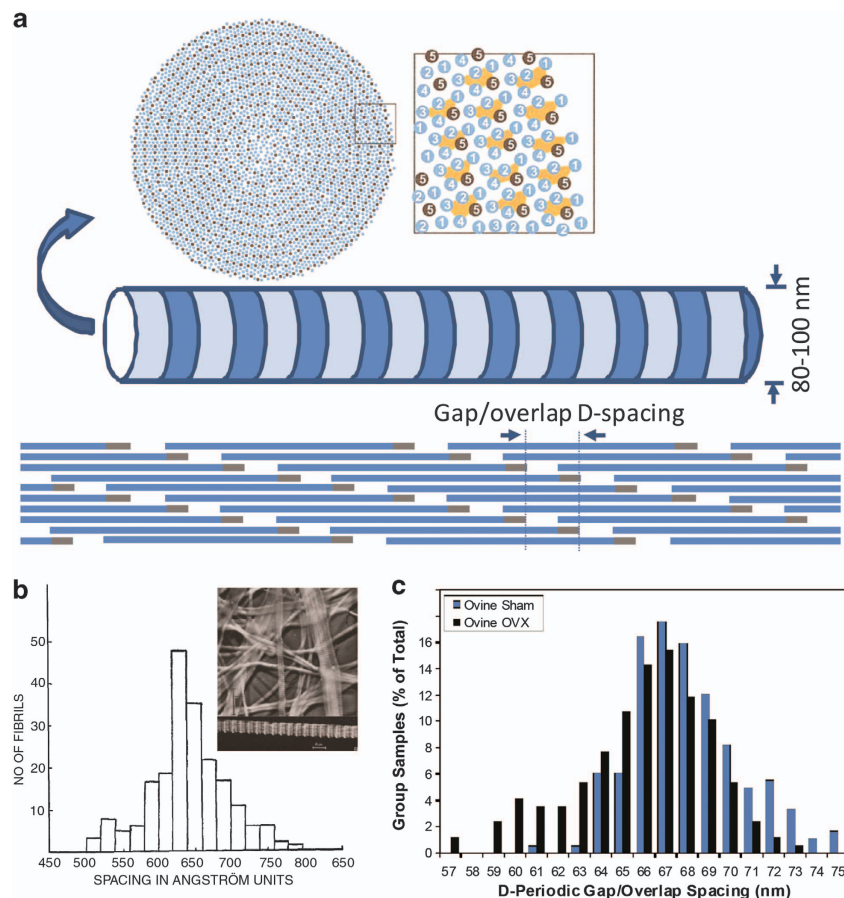 a
80-100 nm
Gap/overlap D-spacing
b
50
40
30
20
10
NO OF FIBRILS
450 500 550 600 650 700 750 800 650
SPACING IN ANGSTRÖM UNITS
c
Ovine Sham
Ovine OVX
16
14
12
10
8
6
4
2
0
Group Samples (% of Total)
57 58 59 60 61 62 63 64 65 66 67 68 69 70 71 72 73 74 75
D-Periodic Gap/Overlap Spacing (nm)